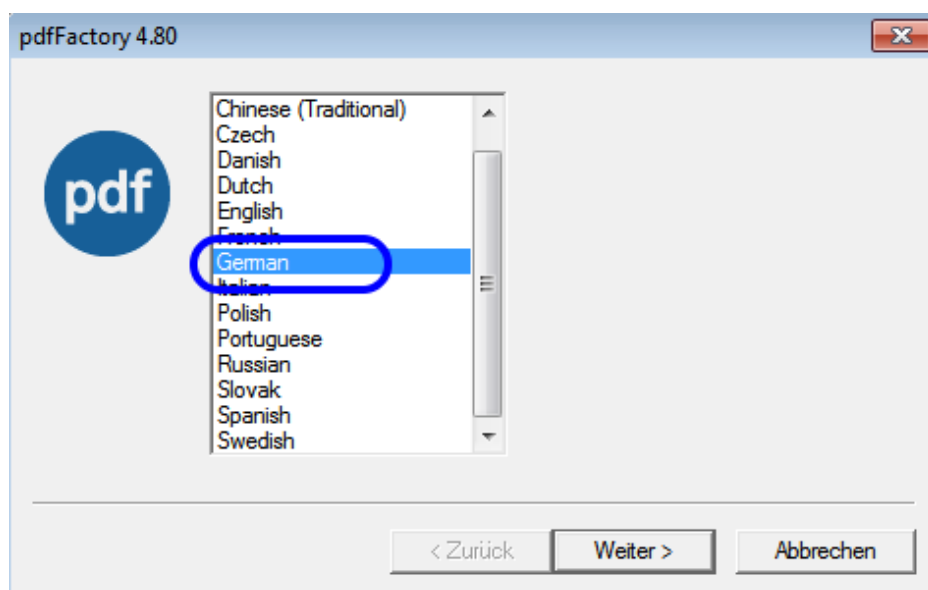 pdfFactory 4.80
pdf
Chinese (Traditional)
Czech
Danish
Dutch
English
French
German
Italian
Polish
Portuguese
Russian
Slovak
Spanish
Swedish
< Zurück
Weiter >
Abbrechen